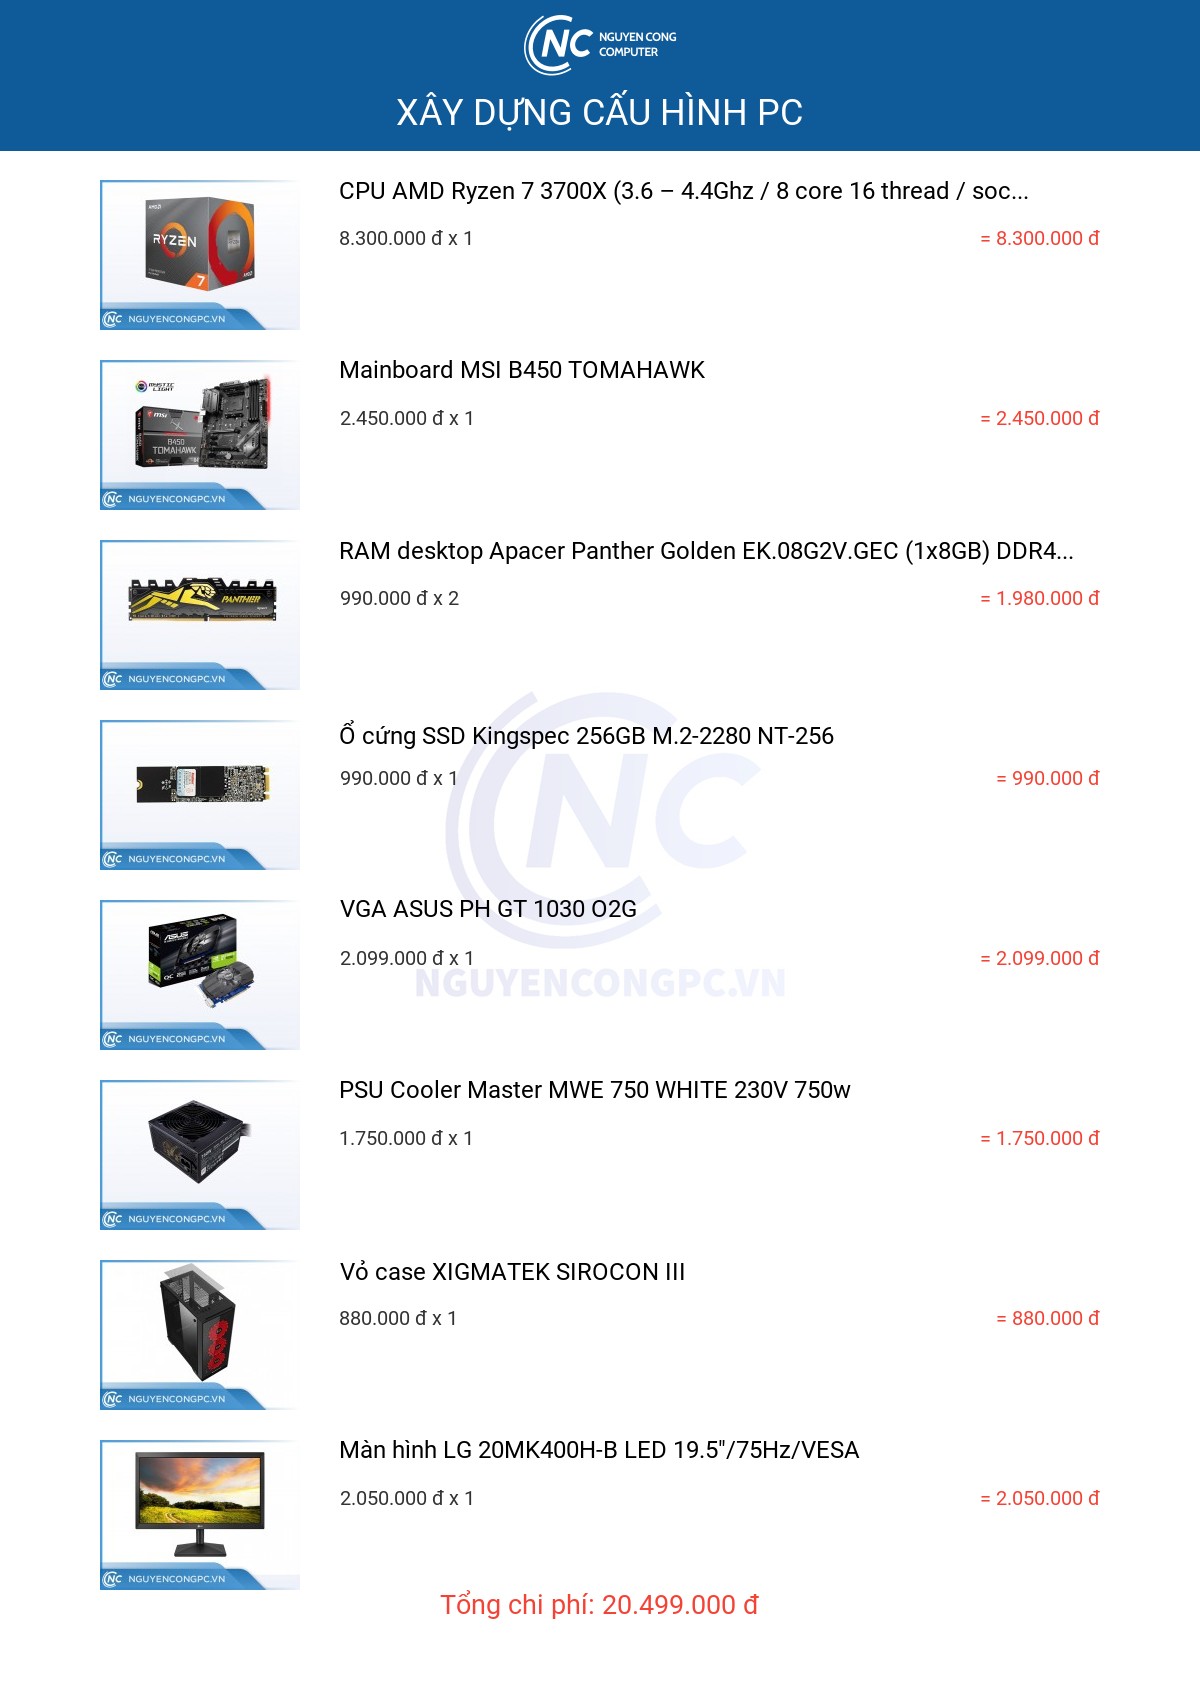 NC NGUYEN CONG
COMPUTER
XÂY DỰNG CẤU HÌNH PC
AMD
RYZEN
7
AMD
NC NGUYENCONGPC.VN
CPU AMD Ryzen 7 3700X (3.6 – 4.4Ghz / 8 core 16 thread / soc...
8.300.000 đ x 1
= 8.300.000 đ
MYSTIC
LIGHT
msi
B450
TOMAHAWK
NC NGUYENCONGPC.VN
Mainboard MSI B450 TOMAHAWK
2.450.000 đ x 1
= 2.450.000 đ
PANTHER
NC NGUYENCONGPC.VN
RAM desktop Apacer Panther Golden EK.08G2V.GEC (1x8GB) DDR4...
990.000 đ x 2
= 1.980.000 đ
NC NGUYENCONGPC.VN
Ổ cứng SSD Kingspec 256GB M.2-2280 NT-256
990.000 đ x 1
= 990.000 đ
NC
NGUYENCONGPC.VN
ASUS
OC
NC NGUYENCONGPC.VN
VGA ASUS PH GT 1030 O2G
2.099.000 đ x 1
= 2.099.000 đ
NC NGUYENCONGPC.VN
PSU Cooler Master MWE 750 WHITE 230V 750w
1.750.000 đ x 1
= 1.750.000 đ
NC NGUYENCONGPC.VN
Vỏ case XIGMATEK SIROCON III
880.000 đ x 1
= 880.000 đ
NC NGUYENCONGPC.VN
Màn hình LG 20MK400H-B LED 19.5"/75Hz/VESA
2.050.000 đ x 1
= 2.050.000 đ
Tổng chi phí: 20.499.000 đ